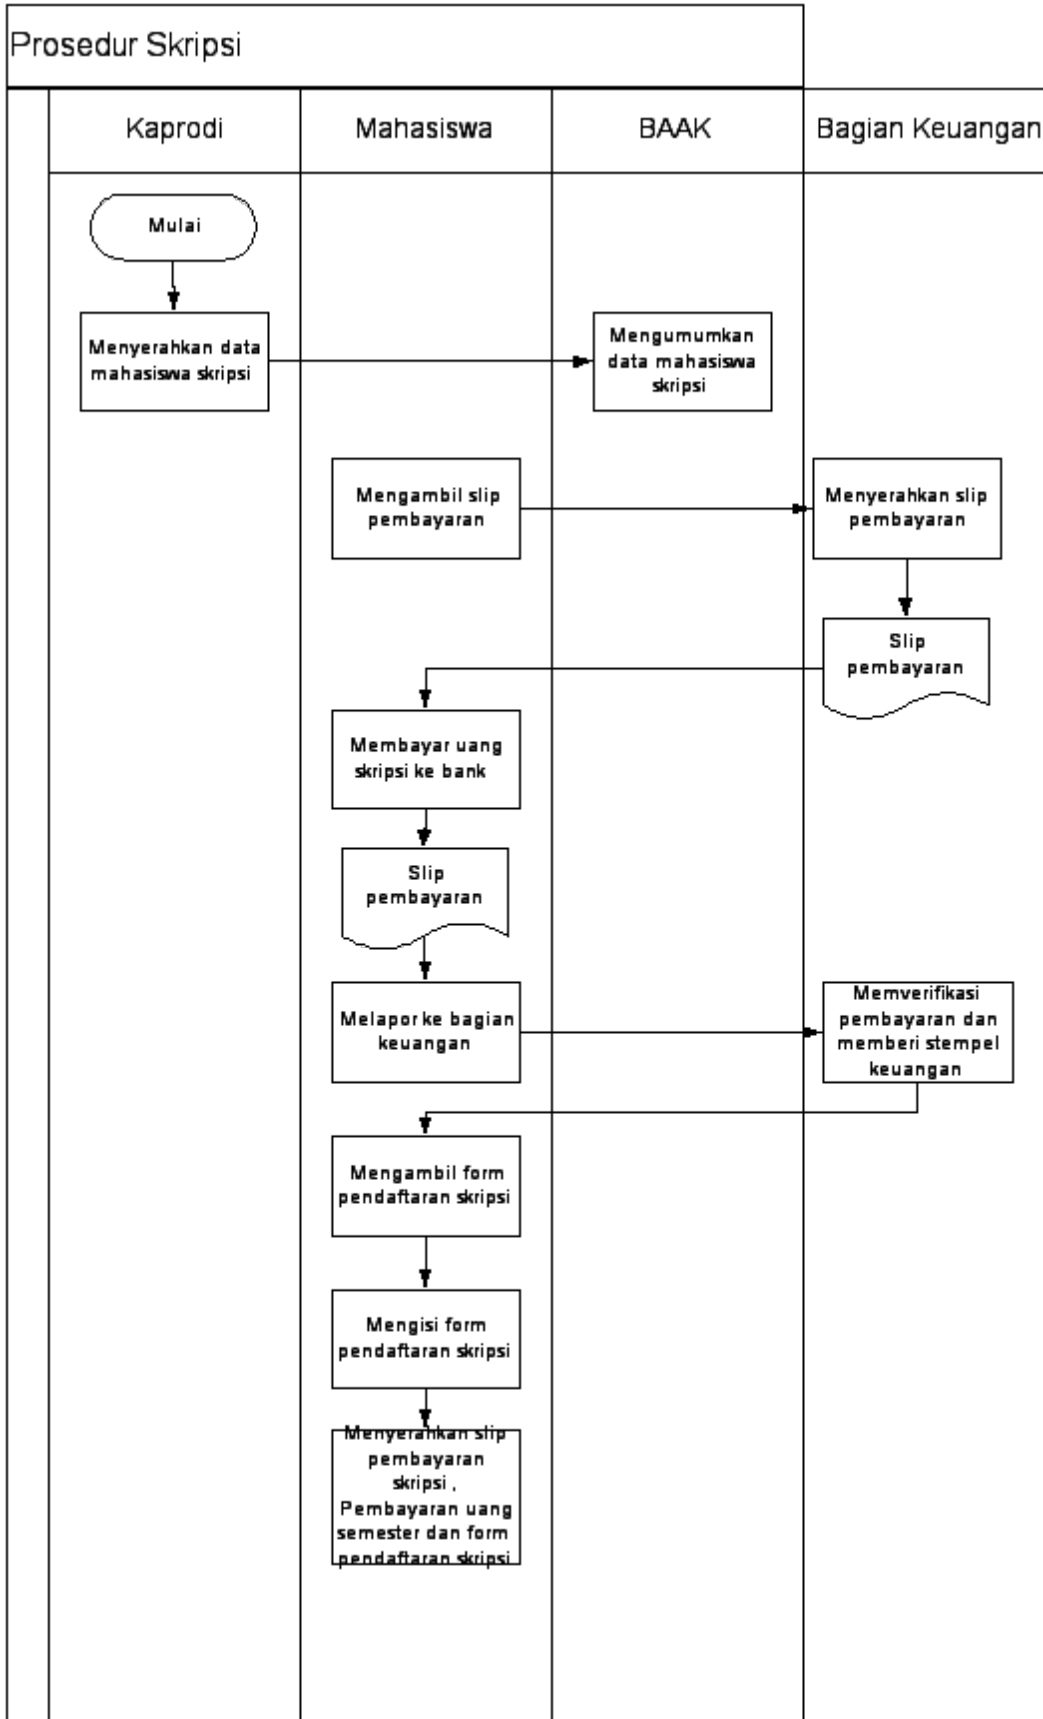 Prosedur Skripsi
Kaprodi
Mahasiswa
BAAK
Bagian Keuangan
Mulai
Menyerahkan data
mahasiswa skripsi
Mengumumkan
data mahasiswa
skripsi
Mengambil slip
pembayaran
Menyerahkan slip
pembayaran
Slip
pembayaran
Membayar uang
skripsi ke bank
Slip
pembayaran
Melapor ke bagian
keuangan
Memverifikasi
pembayaran dan
memberi stempel
keuangan
Mengambil form
pendaftaran skripsi
Mengisi form
pendaftaran skripsi
Menyerahkan slip
pembayaran
skripsi ,
Pembayaran uang
semester dan form
pendaftaran skripsi